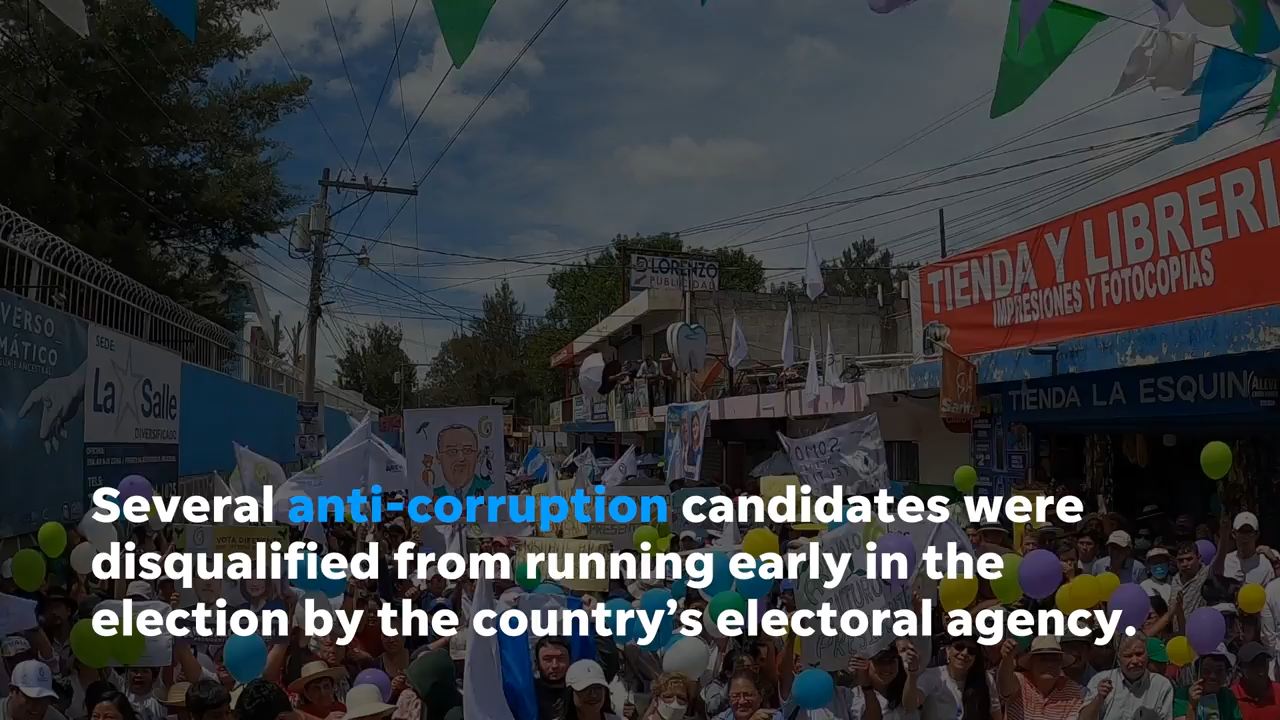 D-LORENZO
PUBLICIDAD
TIENDA Y LIBRERI
IMPRESIONES Y FOTOCOPIAS
VERSO
MÁTICO
SEDE:
La Salle
DIVERSIFICADO
TIENDA LA ESQUIN
Several anti-corruption candidates were
disqualified from running early in the
election by the country’s electoral agency.